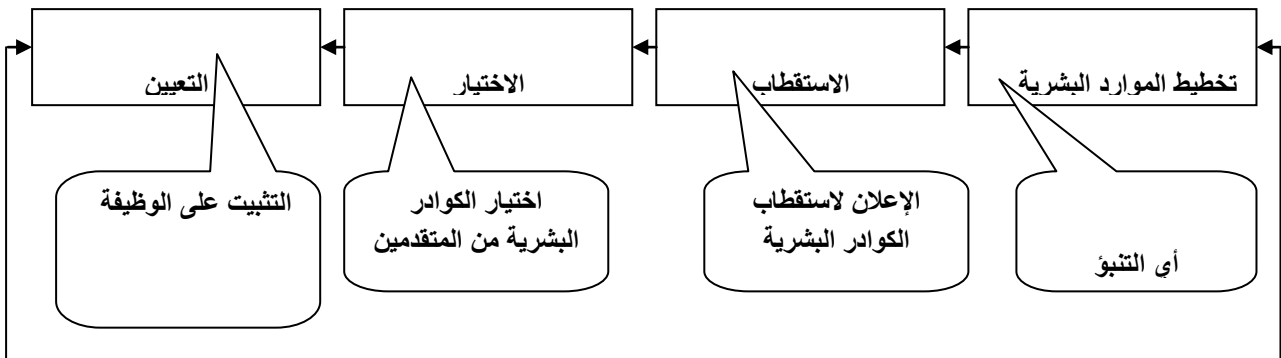 تخطيط الموارد البشرية
الاستقطاب
الاختيار
التعيين
أي التنبؤ
الإعلان لاستقطاب
الكوادر البشرية
اختيار الكوادر
البشرية من المتقدمين
التثبيت على الوظيفة